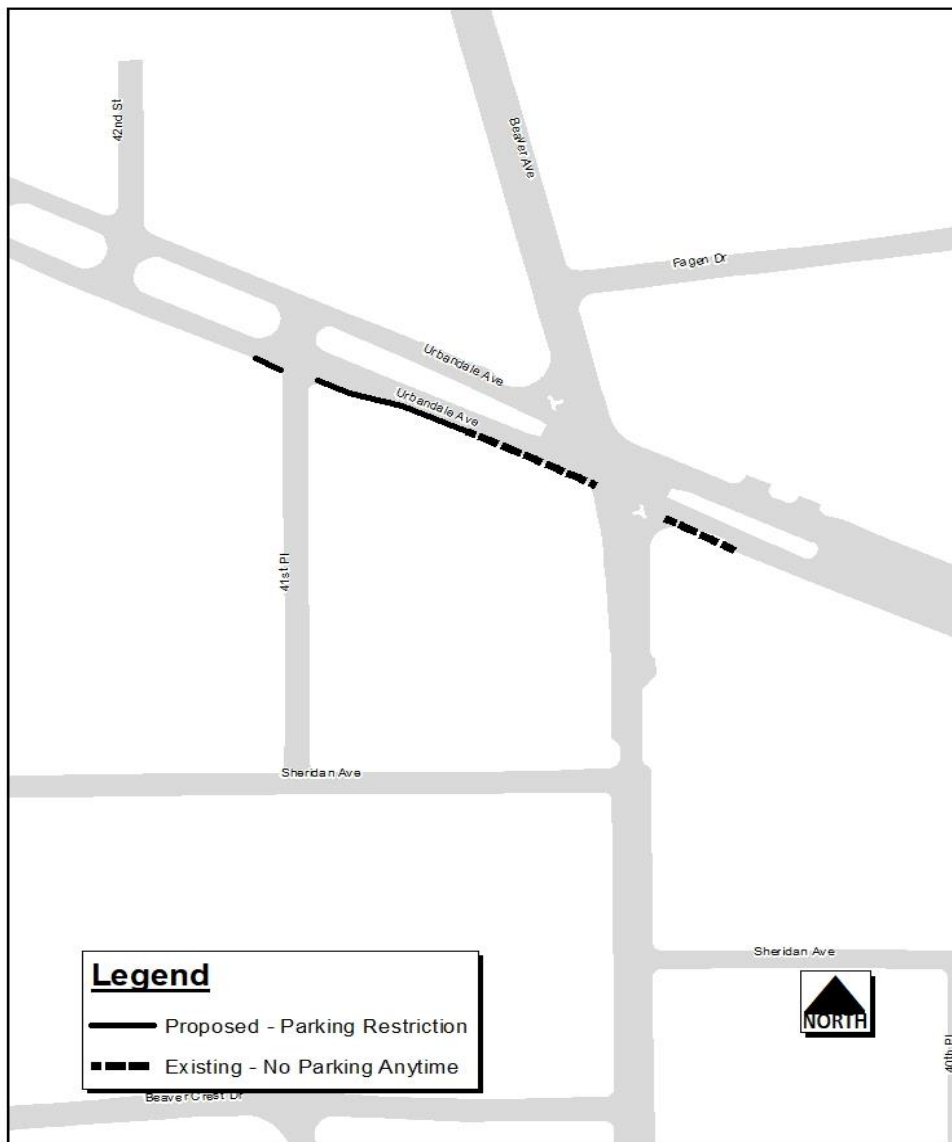 42nd St
Beaver Ave
Fagen Dr
Urbandale Ave
Urbandale Ave
41st Pl
Sheridan Ave
Sheridan Ave
Legend
Proposed - Parking Restriction
Existing - No Parking Anytime
NORTH
40th Pl
Beaver Crest Dr